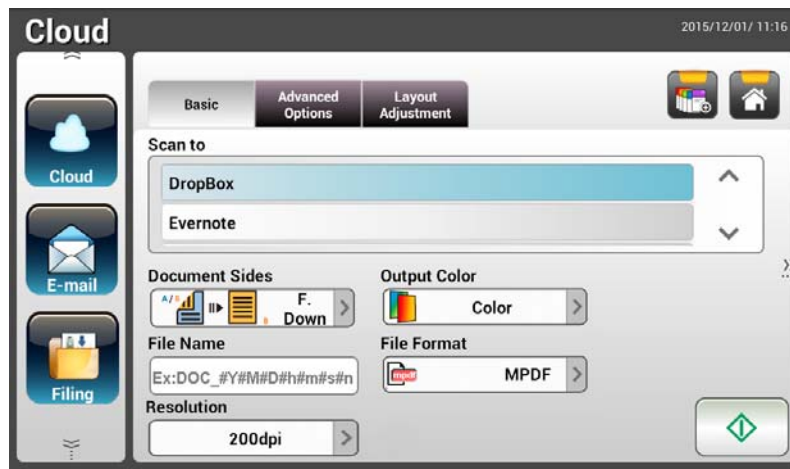 Cloud
2015/12/01/ 11:16
Basic
Advanced
Options
Layout
Adjustment
Scan to
Cloud
DropBox
Evernote
E-mail
Document Sides
Output Color
A/B
F.
Down
Color
File Name
File Format
Ex:DOC_#Y#M#D#h#m#s#n
mpdf
MPDF
Filing
Resolution
200dpi